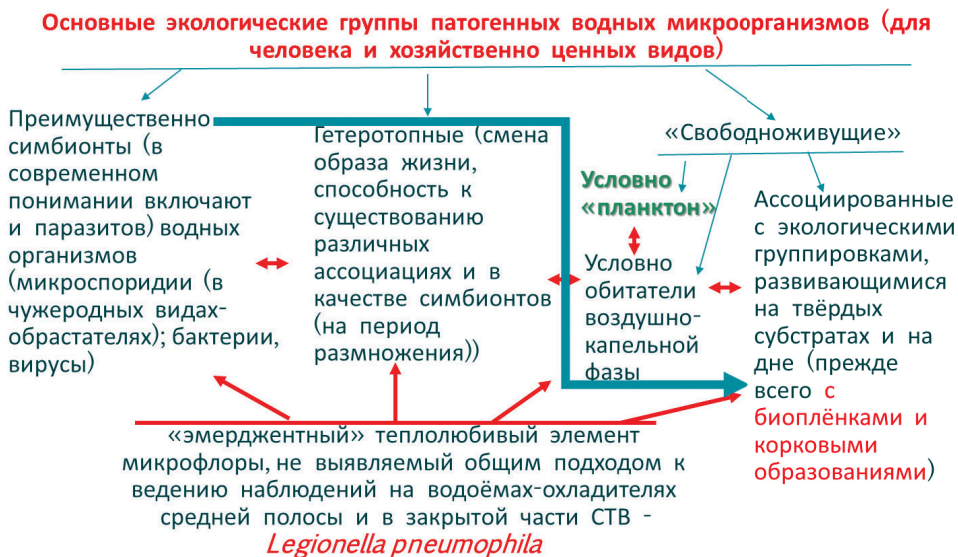 Основные экологические группы патогенных водных микроорганизмов (для
человека и хозяйственно ценных видов)
Преимущественно
симбионты (в
современном
понимании включают
и паразитов) водных
организмов
(микроспоридии (в
чужеродных видах-
обрастателях); бактерии,
вирусы)
Гетеротопные (смена
образа жизни,
способность к
существованию
различных
ассоциациях и в
качестве симбионтов
(на период
размножения))
«Свободноживущие»
Условно
«планктон»
Условно
обитатели
воздушно-
капельной
фазы
Ассоциированные
с экологическими
группировками,
развивающимися
на твёрдых
субстратах и на
дне (прежде
всего с
биоплёнками и
корковыми
образованиями)
«эмерджентный» теплолюбивый элемент
микрофлоры, не выявляемый общим подходом к
ведению наблюдений на водоёмах-охладителях
средней полосы и в закрытой части СТВ -
Legionella pneumophila